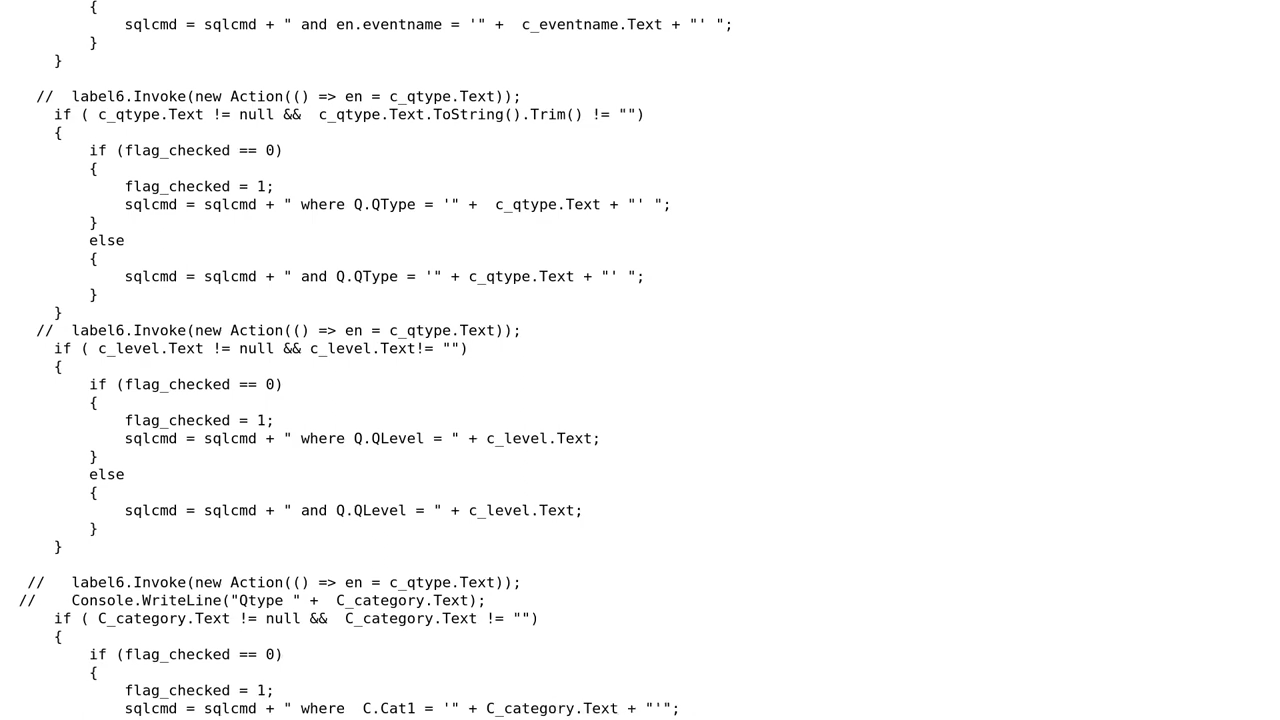 {
sqlcmd = sqlcmd + " and en.eventname = '" +  c_eventname.Text + "' ";
}
}
//  label6.Invoke(new Action(() => en = c_qtype.Text));
if ( c_qtype.Text != null &&  c_qtype.Text.ToString().Trim() != "")
{
if (flag_checked == 0)
{
flag_checked = 1;
sqlcmd = sqlcmd + " where Q.QType = '" +  c_qtype.Text + "' ";
}
else
{
sqlcmd = sqlcmd + " and Q.QType = '" + c_qtype.Text + "' ";
}
}
//  label6.Invoke(new Action(() => en = c_qtype.Text));
if ( c_level.Text != null && c_level.Text!= "")
{
if (flag_checked == 0)
{
flag_checked = 1;
sqlcmd = sqlcmd + " where Q.QLevel = " + c_level.Text;
}
else
{
sqlcmd = sqlcmd + " and Q.QLevel = " + c_level.Text;
}
}
//   label6.Invoke(new Action(() => en = c_qtype.Text));
//    Console.WriteLine("Qtype " +  C_category.Text);
if ( C_category.Text != null &&  C_category.Text != "")
{
if (flag_checked == 0)
{
flag_checked = 1;
sqlcmd = sqlcmd + " where  C.Cat1 = '" + C_category.Text + "'";